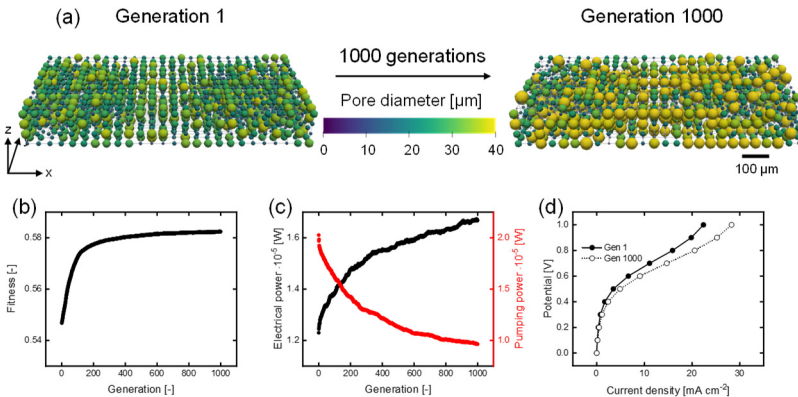 (a)
Generation 1
Generation 1000
1000 generations
Pore diameter [μm]
0 10 20 30 40
z
x
100 μm
(b)
Fitness [-]
0.58
0.56
0.54
0 200 400 600 800 1000
Generation [-]
(c)
Electrical power ·10-5 [W]
1.6
1.4
1.2
2.0
1.5
1.0
Pumping power ·10-5 [W]
0 200 400 600 800 1000
Generation [-]
(d)
Potential [V]
1.0
0.8
0.6
0.4
0.2
0.0
Gen 1
Gen 1000
0 10 20 30
Current density [mA cm-2]